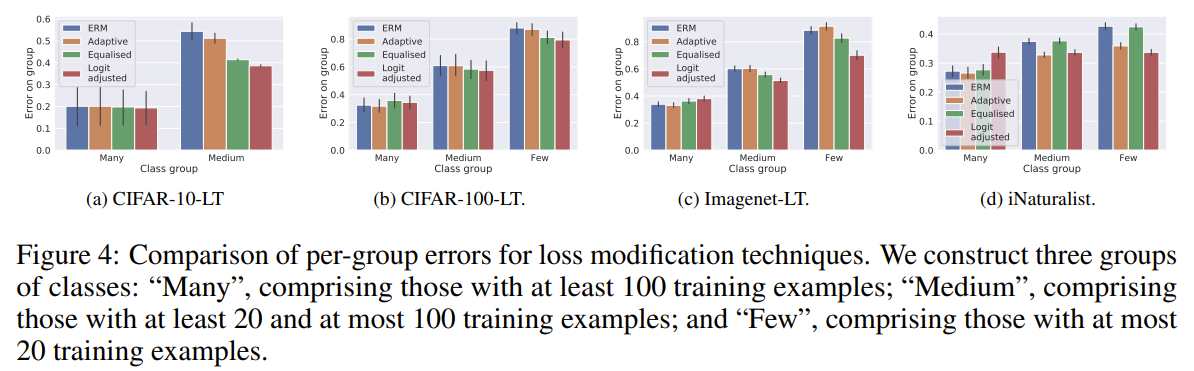 Error on group
0.6
0.5
0.4
0.3
0.2
0.1
0.0
ERM
Adaptive
Equalised
Logit
adjusted
Many
Medium
Class group
(a) CIFAR-10-LT
Error on group
0.8
0.6
0.4
0.2
0.0
ERM
Adaptive
Equalised
Logit
adjusted
Many
Medium
Few
Class group
(b) CIFAR-100-LT.
Error on group
0.8
0.6
0.4
0.2
0.0
ERM
Adaptive
Equalised
Logit
adjusted
Many
Medium
Few
Class group
(c) Imagenet-LT.
Error on group
0.4
0.3
0.2
0.1
0.0
ERM
Adaptive
Equalised
Logit
adjusted
Many
Medium
Few
Class group
(d) iNaturalist.
Figure 4: Comparison of per-group errors for loss modification techniques. We construct three groups
of classes: “Many”, comprising those with at least 100 training examples; “Medium”, comprising
those with at least 20 and at most 100 training examples; and “Few”, comprising those with at most
20 training examples.